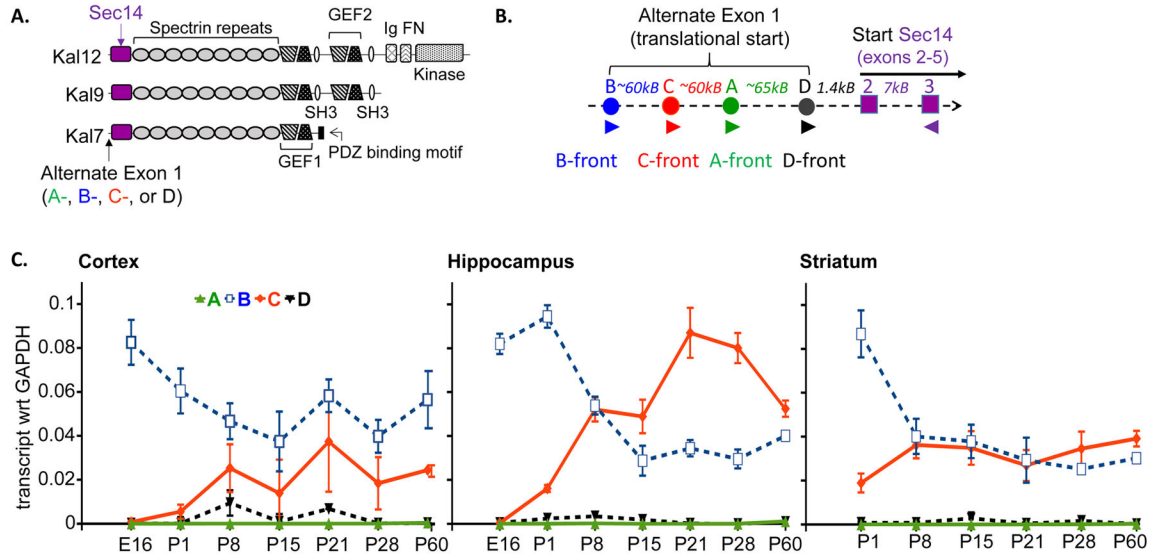 A.
Sec14
Spectrin repeats
GEF2
Ig FN
Kal12
Kinase
Kal9
SH3 SH3
Kal7
PDZ binding motif
GEF1
Alternate Exon 1
(A-, B-, C-, or D)
B.
Alternate Exon 1
(translational start)
Start Sec14
(exons 2-5)
B ~60kB C ~60kB A ~65kB D 1.4kB 2 7kB 3
B-front C-front A-front D-front
C.
Cortex Hippocampus Striatum
A B C D
transcript wrt GAPDH
0.1
0.08
0.06
0.04
0.02
0
E16 P1 P8 P15 P21 P28 P60
E16 P1 P8 P15 P21 P28 P60
P1 P8 P15 P21 P28 P60